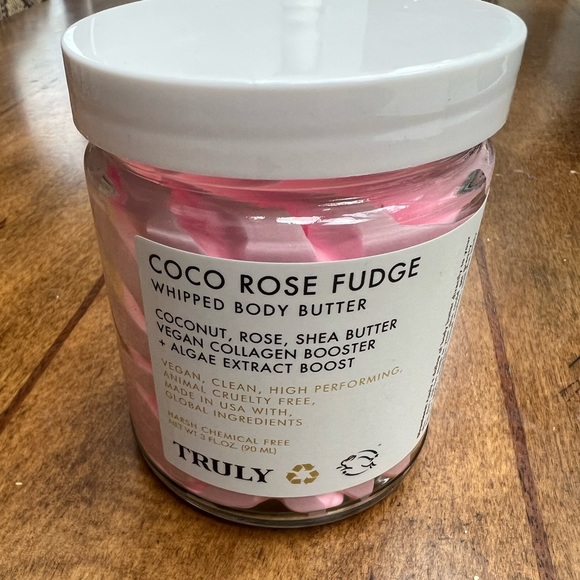 COCO ROSE FUDGE
WHIPPED BODY BUTTER
COCONUT, ROSE, SHEA BUTTER
VEGAN COLLAGEN BOOSTER
+ ALGAE EXTRACT BOOST
VEGAN, CLEAN, HIGH PERFORMING,
ANIMAL CRUELTY FREE,
MADE IN USA WITH,
GLOBAL INGREDIENTS
HARSH CHEMICAL FREE
NET WT 3 FL.OZ. (90 ML)
TRULY